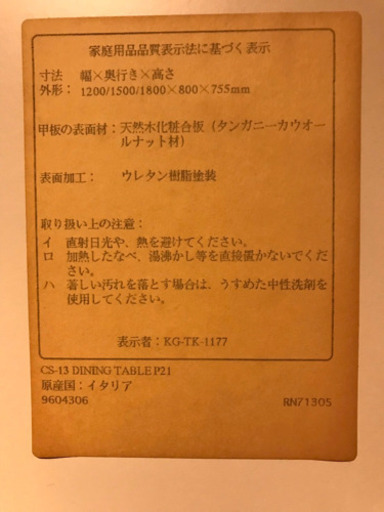 家庭用品品質表示法に基づく表示
寸法　幅×奥行き×高さ
外形：1200/1500/1800×800×755mm
甲板の表面材：天然木化粧合板（タンガニーカウオー
ルナット材）
表面加工：　ウレタン樹脂塗装
取り扱い上の注意：
イ　直射日光や、熱を避けてください。
ロ　加熱したなべ、湯沸かし等を直接置かないでくだ
さい。
ハ　著しい汚れを落とす場合は、うすめた中性洗剤を
使用してください。
表示者：KG-TK-1177
CS-13 DINING TABLE P21
原産国：イタリア
9604306　RN71305